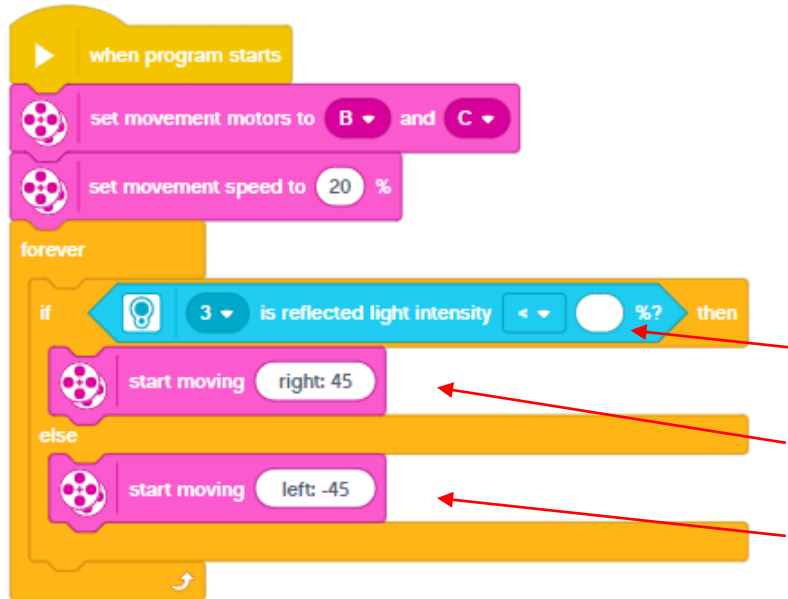 when program starts
set movement motors to B and C
set movement speed to 20 %
forever
if 3 is reflected light intensity < %? then
start moving right: 45
else
start moving left: -45